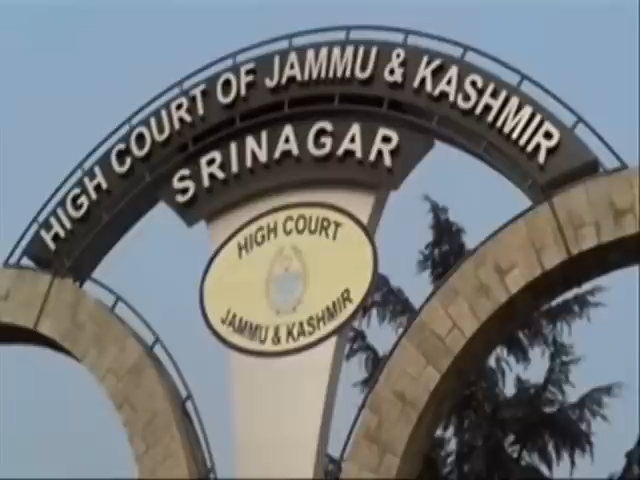 HIGH COURT OF JAMMU & KASHMIR
SRINAGAR
HIGH COURT
JAMMU & KASHMIR